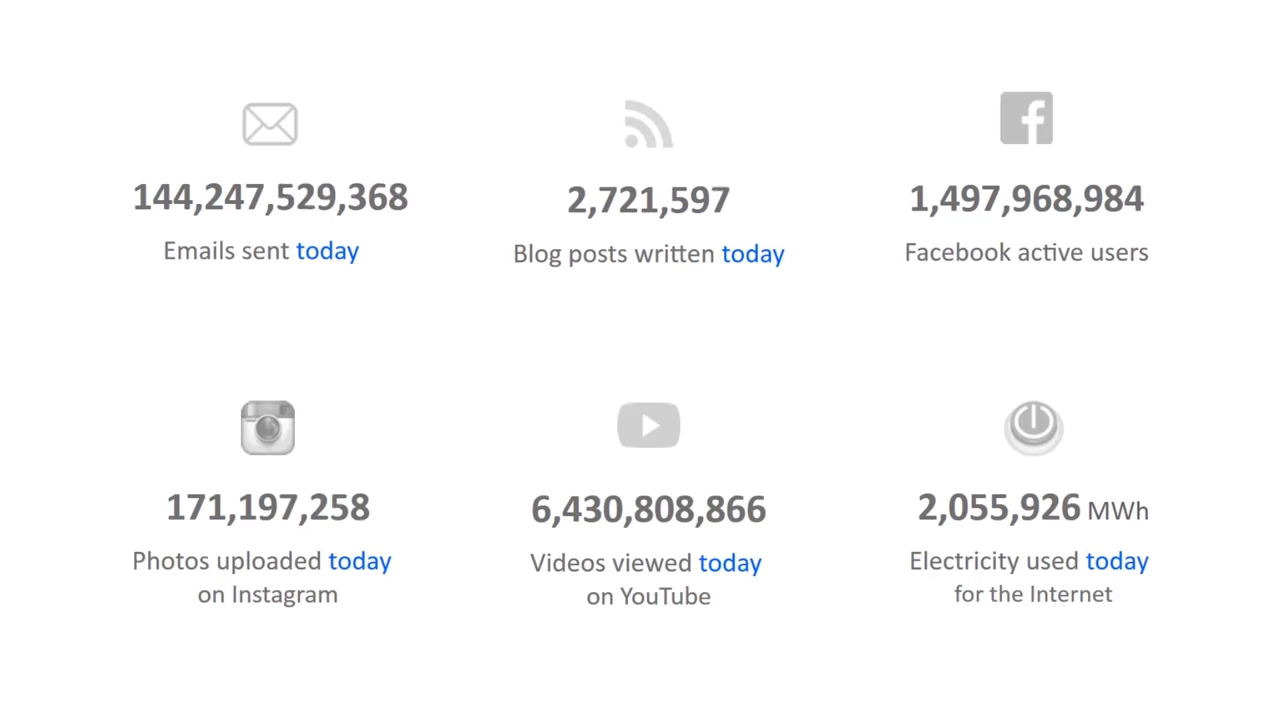 144,247,529,368
Emails sent today
2,721,597
Blog posts written today
1,497,968,984
Facebook active users
171,197,258
Photos uploaded today
on Instagram
6,430,808,866
Videos viewed today
on YouTube
2,055,926 MWh
Electricity used today
for the Internet